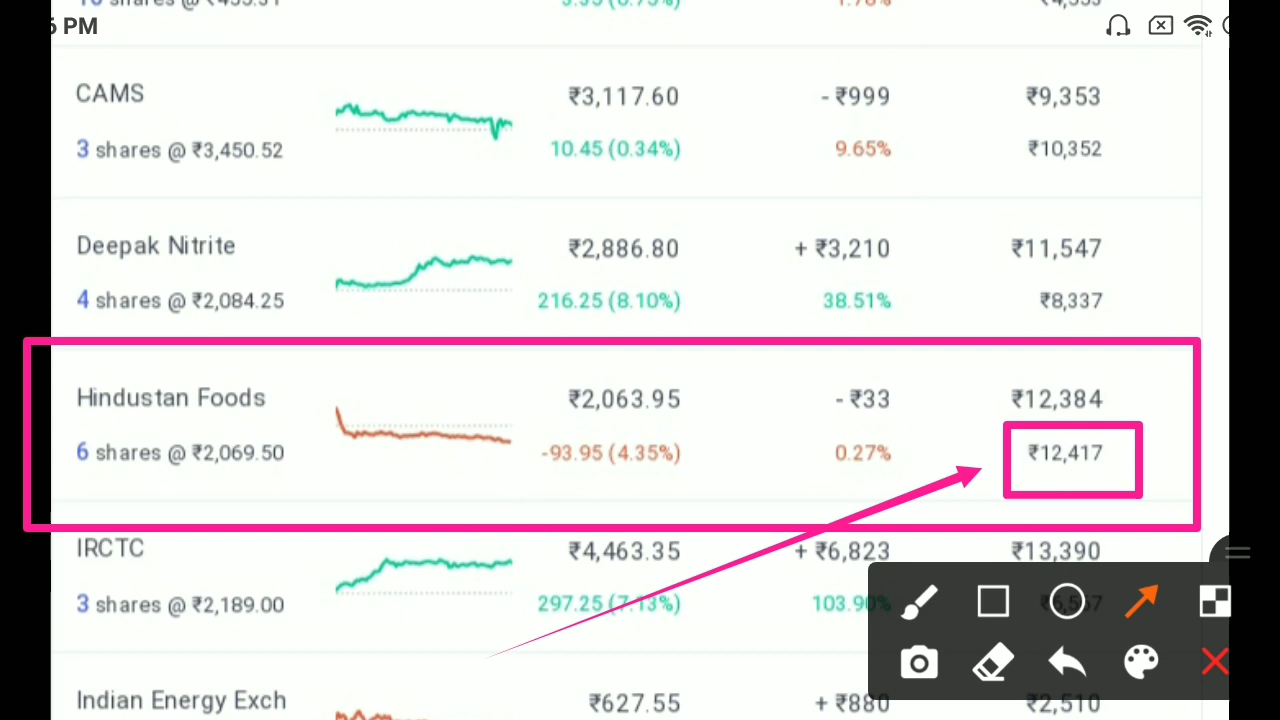 PM
CAMS ₹3,117.60 - ₹999 ₹9,353
3 shares @ ₹3,450.52 10.45 (0.34%) 9.65% ₹10,352
Deepak Nitrite ₹2,886.80 + ₹3,210 ₹11,547
4 shares @ ₹2,084.25 216.25 (8.10%) 38.51% ₹8,337
Hindustan Foods ₹2,063.95 - ₹33 ₹12,384
6 shares @ ₹2,069.50 -93.95 (4.35%) 0.27% ₹12,417
IRCTC ₹4,463.35 + ₹6,823 ₹13,390
3 shares @ ₹2,189.00 297.25 (7.13%) 103.90%
Indian Energy Exch ₹627.55 + ₹880 ₹2,510